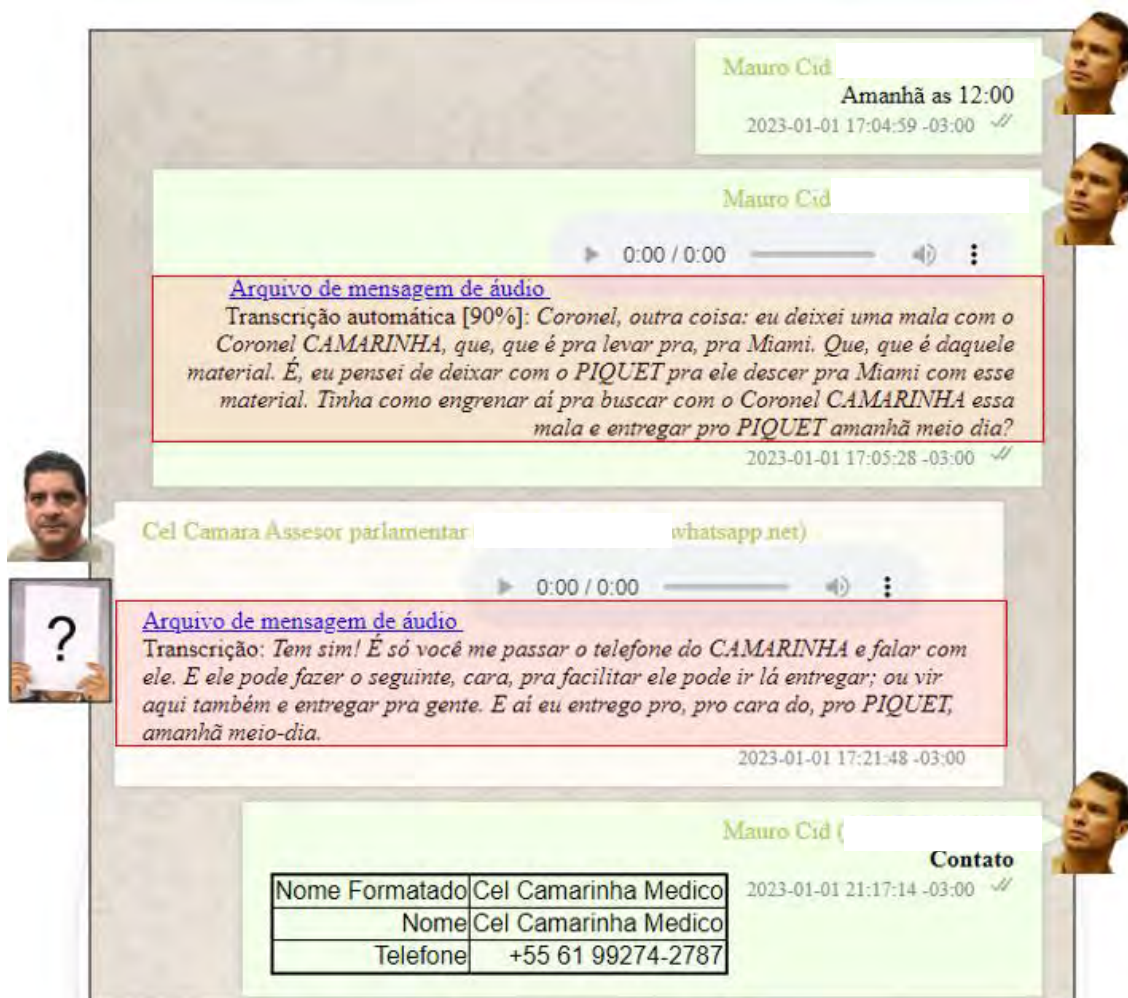 Mauro Cid
Amanhã as 12:00
2023-01-01 17:04:59 -03:00
Mauro Cid
0:00 / 0:00
Arquivo de mensagem de áudio
Transcrição automática [90%]: Coronel, outra coisa: eu deixei uma mala com o
Coronel CAMARINHA, que, que é pra levar pra, pra Miami. Que, que é daquele
material. É, eu pensei de deixar com o PIQUET pra ele descer pra Miami com esse
material. Tinha como engrenar aí pra buscar com o Coronel CAMARINHA essa
mala e entregar pro PIQUET amanhã meio dia?
2023-01-01 17:05:28 -03:00
Cel Camara Assesor parlamentar whatsapp.net)
0:00 / 0:00
Arquivo de mensagem de áudio
?
Transcrição: Tem sim! É só você me passar o telefone do CAMARINHA e falar com
ele. E ele pode fazer o seguinte, cara, pra facilitar ele pode ir lá entregar; ou vir
aqui também e entregar pra gente. E aí eu entrego pro, pro cara do, pro PIQUET,
amanhã meio-dia.
2023-01-01 17:21:48 -03:00
Mauro Cid (
Contato
2023-01-01 21:17:14 -03:00
Nome Formatado Cel Camarinha Medico
Nome Cel Camarinha Medico
Telefone +55 61 99274-2787